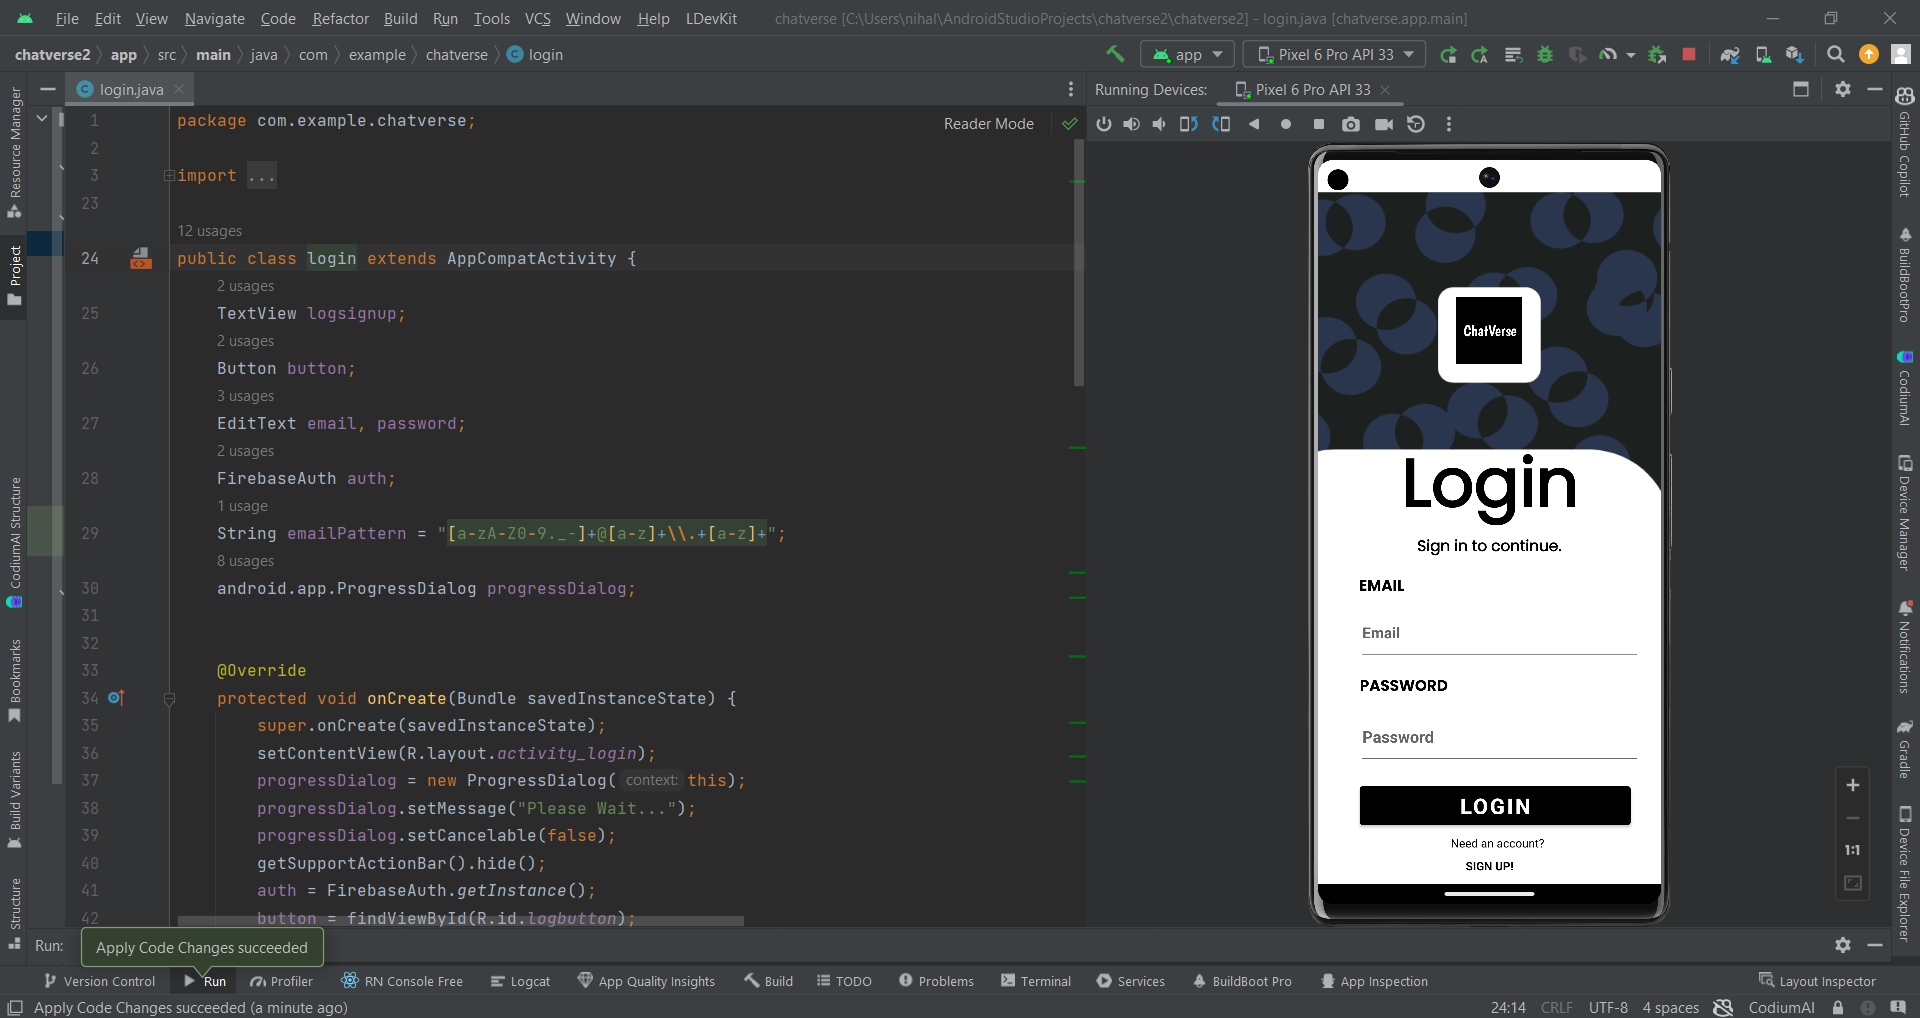 File Edit View Navigate Code Refactor Build Run Tools VCS Window Help LDevKit chatverse [C:\Users\nihal\AndroidStudioProjects\chatverse2\chatverse2] - login.java [chatverse.app.main]
chatverse2 app src main java com example chatverse C login app Pixel 6 Pro API 33
C login.java
Running Devices: Pixel 6 Pro API 33
Resource Manager
Project
CodiumAI Structure
Bookmarks
Build Variants
Structure
Reader Mode
1 package com.example.chatverse;
2
3 import ...
23
12 usages
24 public class login extends AppCompatActivity {
2 usages
25 TextView logsignup;
2 usages
26 Button button;
3 usages
27 EditText email, password;
2 usages
28 FirebaseAuth auth;
1 usage
29 String emailPattern = "[a-zA-Z0-9._-]+@[a-z]+\\.+[a-z]+";
8 usages
30 android.app.ProgressDialog progressDialog;
31
32
33 @Override
34 protected void onCreate(Bundle savedInstanceState) {
35 super.onCreate(savedInstanceState);
36 setContentView(R.layout.activity_login);
37 progressDialog = new ProgressDialog( context: this);
38 progressDialog.setMessage("Please Wait...");
39 progressDialog.setCancelable(false);
40 getSupportActionBar().hide();
41 auth = FirebaseAuth.getInstance();
42 button = findViewById(R.id.logbutton);
ChatVerse
Login
Sign in to continue.
EMAIL
Email
PASSWORD
Password
LOGIN
Need an account?
SIGN UP!
1:1
GitHub Copilot
BuildBootPro
CodiumAI
Device Manager
Notifications
Gradle
Device File Explorer
Run:
Apply Code Changes succeeded
Version Control Run Profiler RN Console Free Logcat App Quality Insights Build TODO Problems Terminal Services BuildBoot Pro App Inspection Layout Inspector
Apply Code Changes succeeded (a minute ago) 24:14 CRLF UTF-8 4 spaces CodiumAI